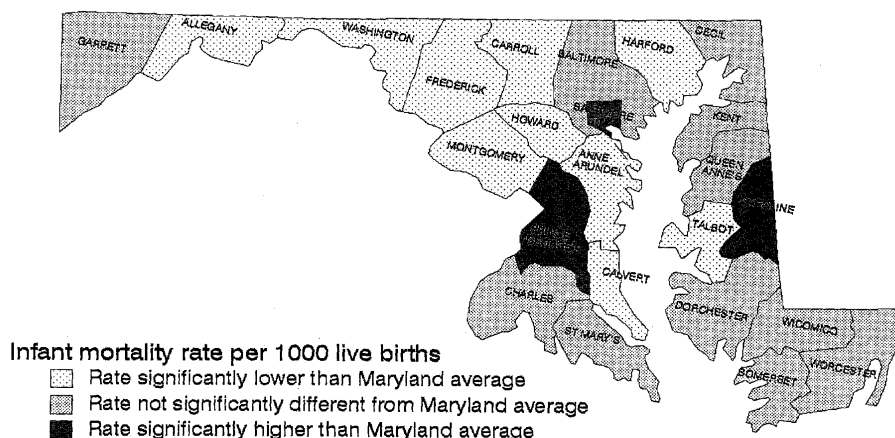 GARRETT
ALLEGANY
WASHINGTON
FREDERICK
CARROLL
BALTIMORE
HARFORD
CECIL
HOWARD
MONTGOMERY
ANNE
ARUNDEL
KENT
QUEEN
ANNE'S
TALBOT
INE
CALVERT
CHARLES
ST MARY'S
DORCHESTER
WICOMICO
SOMERSET
WORCESTER
Infant mortality rate per 1000 live births
Rate significantly lower than Maryland average
Rate not significantly different from Maryland average
Rate significantly higher than Maryland average